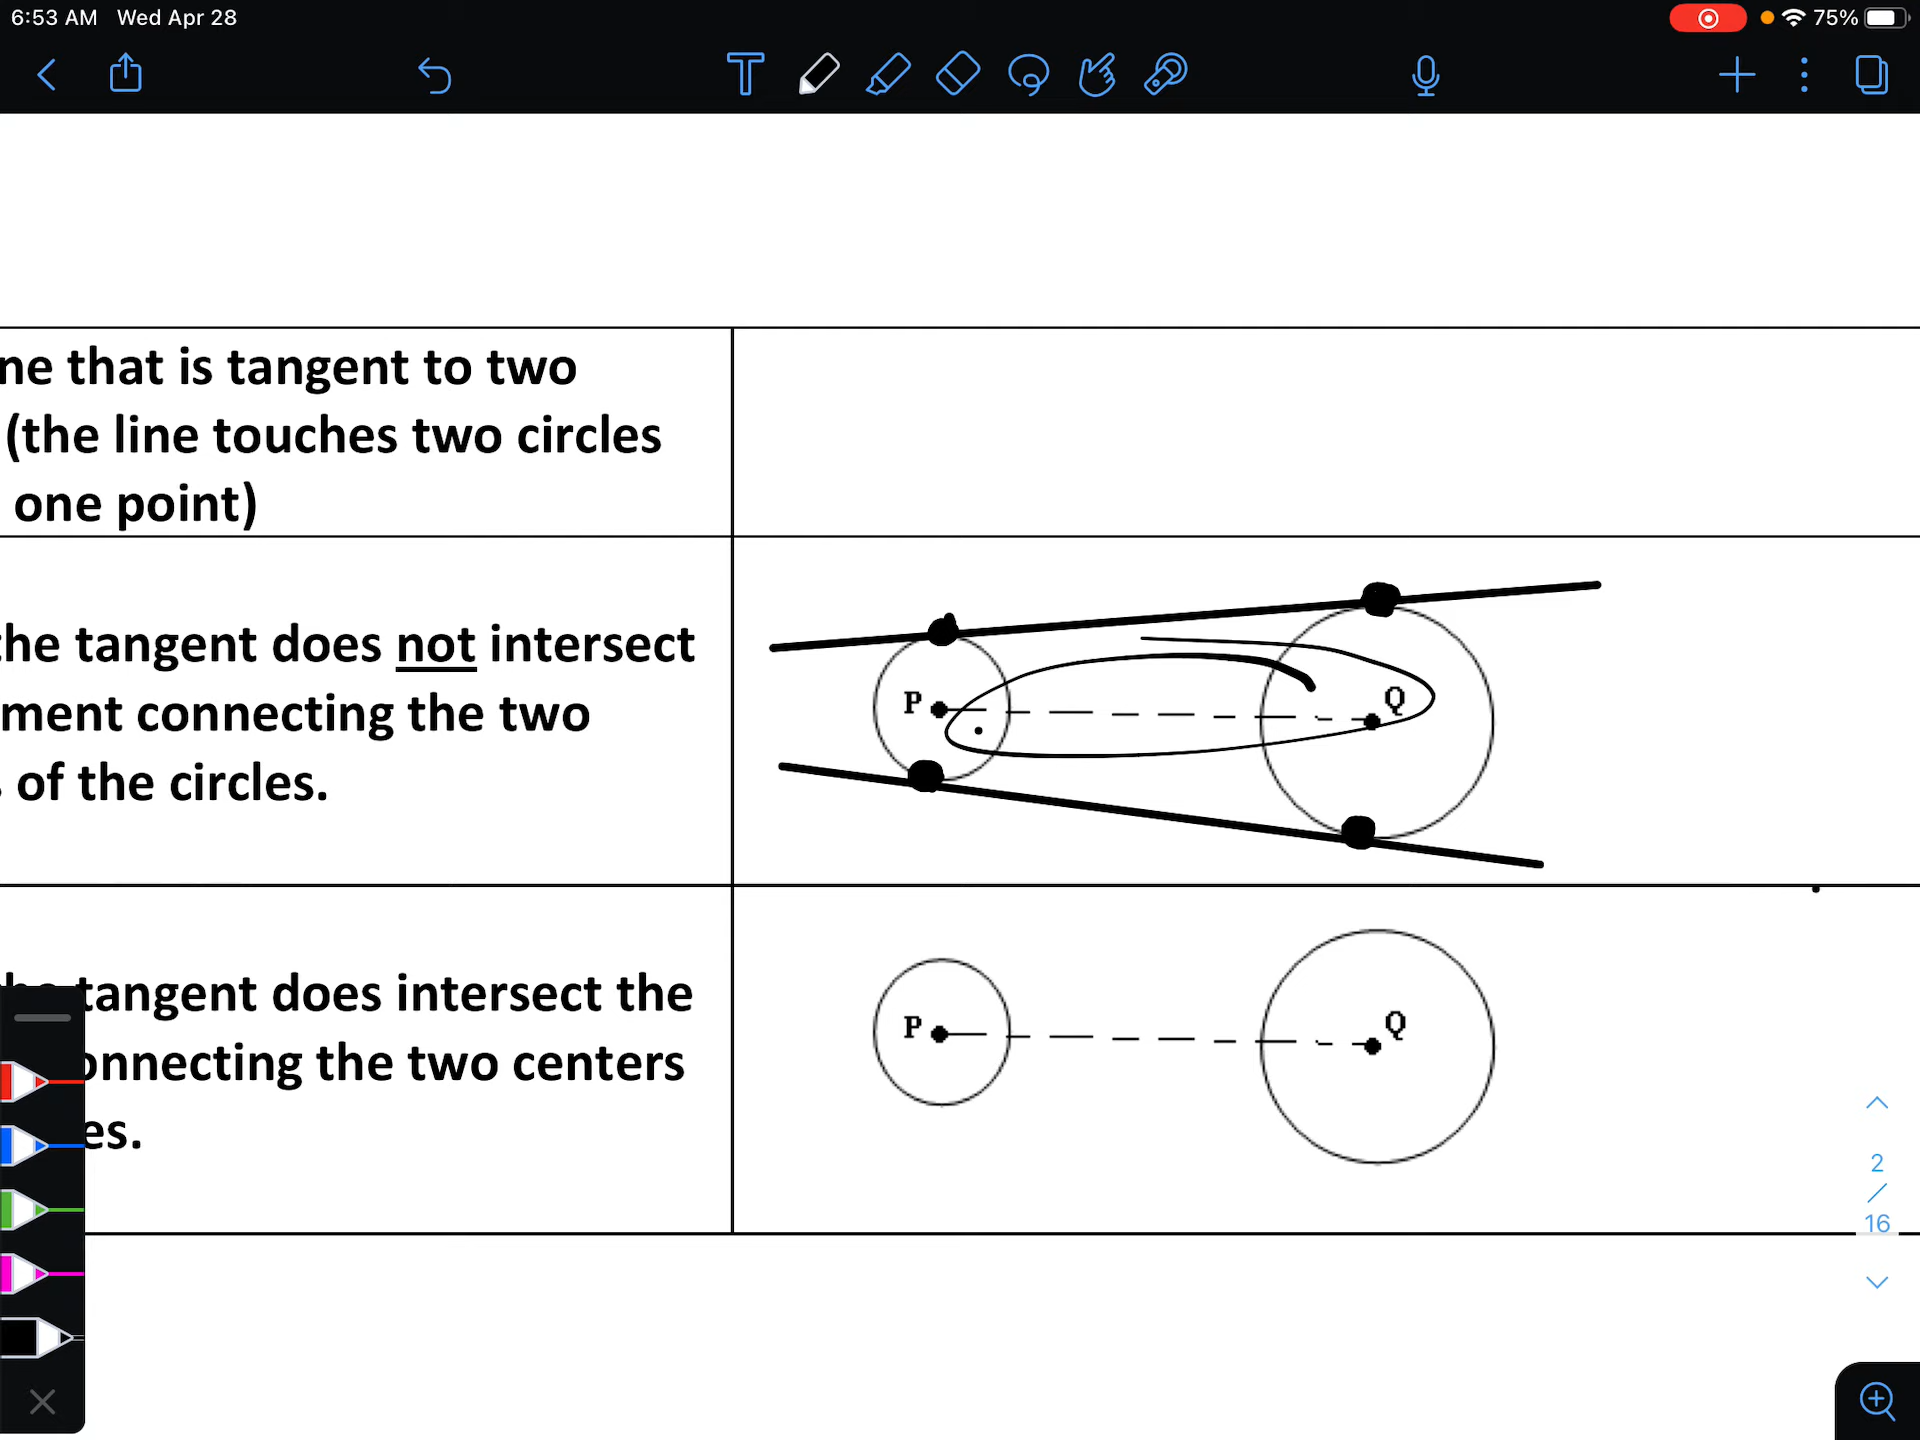 6:53 AM Wed Apr 28
75%
ne that is tangent to two
(the line touches two circles
one point)
the tangent does not intersect
ment connecting the two
of the circles.
P
Q
tangent does intersect the
onnecting the two centers
es.
P
Q
2
/
16